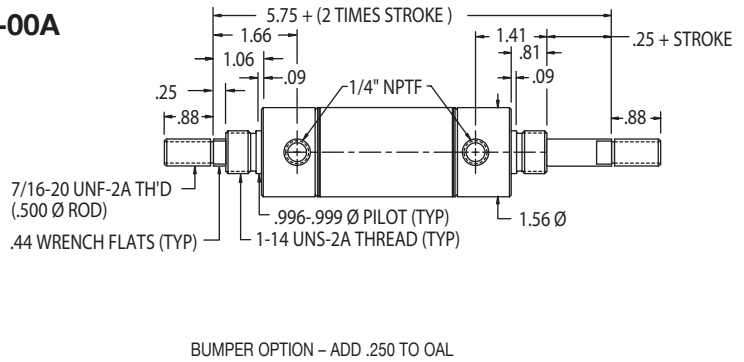 -00A
5.75 + (2 TIMES STROKE )
1.66
1.41
.25 + STROKE
1.06
.81
.09
.09
.25
1/4" NPTF
.88
.88
7/16-20 UNF-2A TH'D
(.500 Ø ROD)
.996-.999 Ø PILOT (TYP)
1.56 Ø
.44 WRENCH FLATS (TYP)
1-14 UNS-2A THREAD (TYP)
BUMPER OPTION – ADD .250 TO OAL